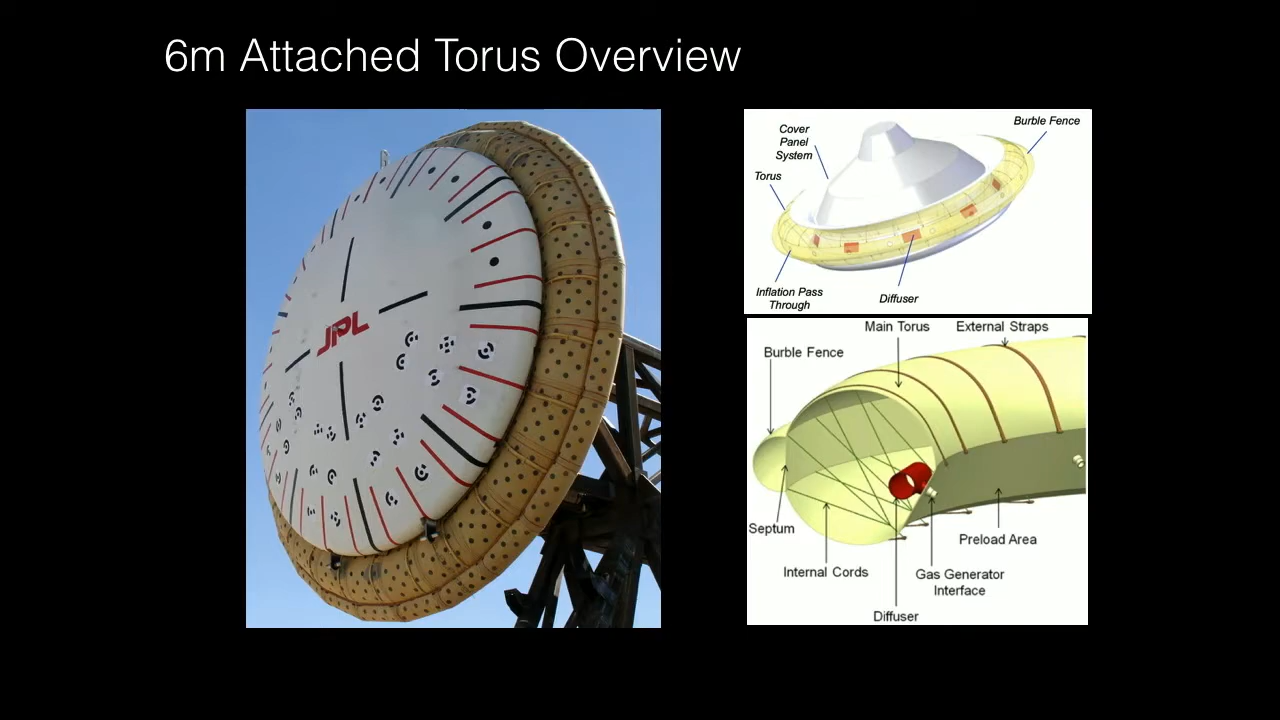 6m Attached Torus Overview
JPL
Cover
Panel
System
Burble Fence
Torus
Inflation Pass
Through
Diffuser
Main Torus
External Straps
Burble Fence
Septum
Internal Cords
Preload Area
Gas Generator
Interface
Diffuser